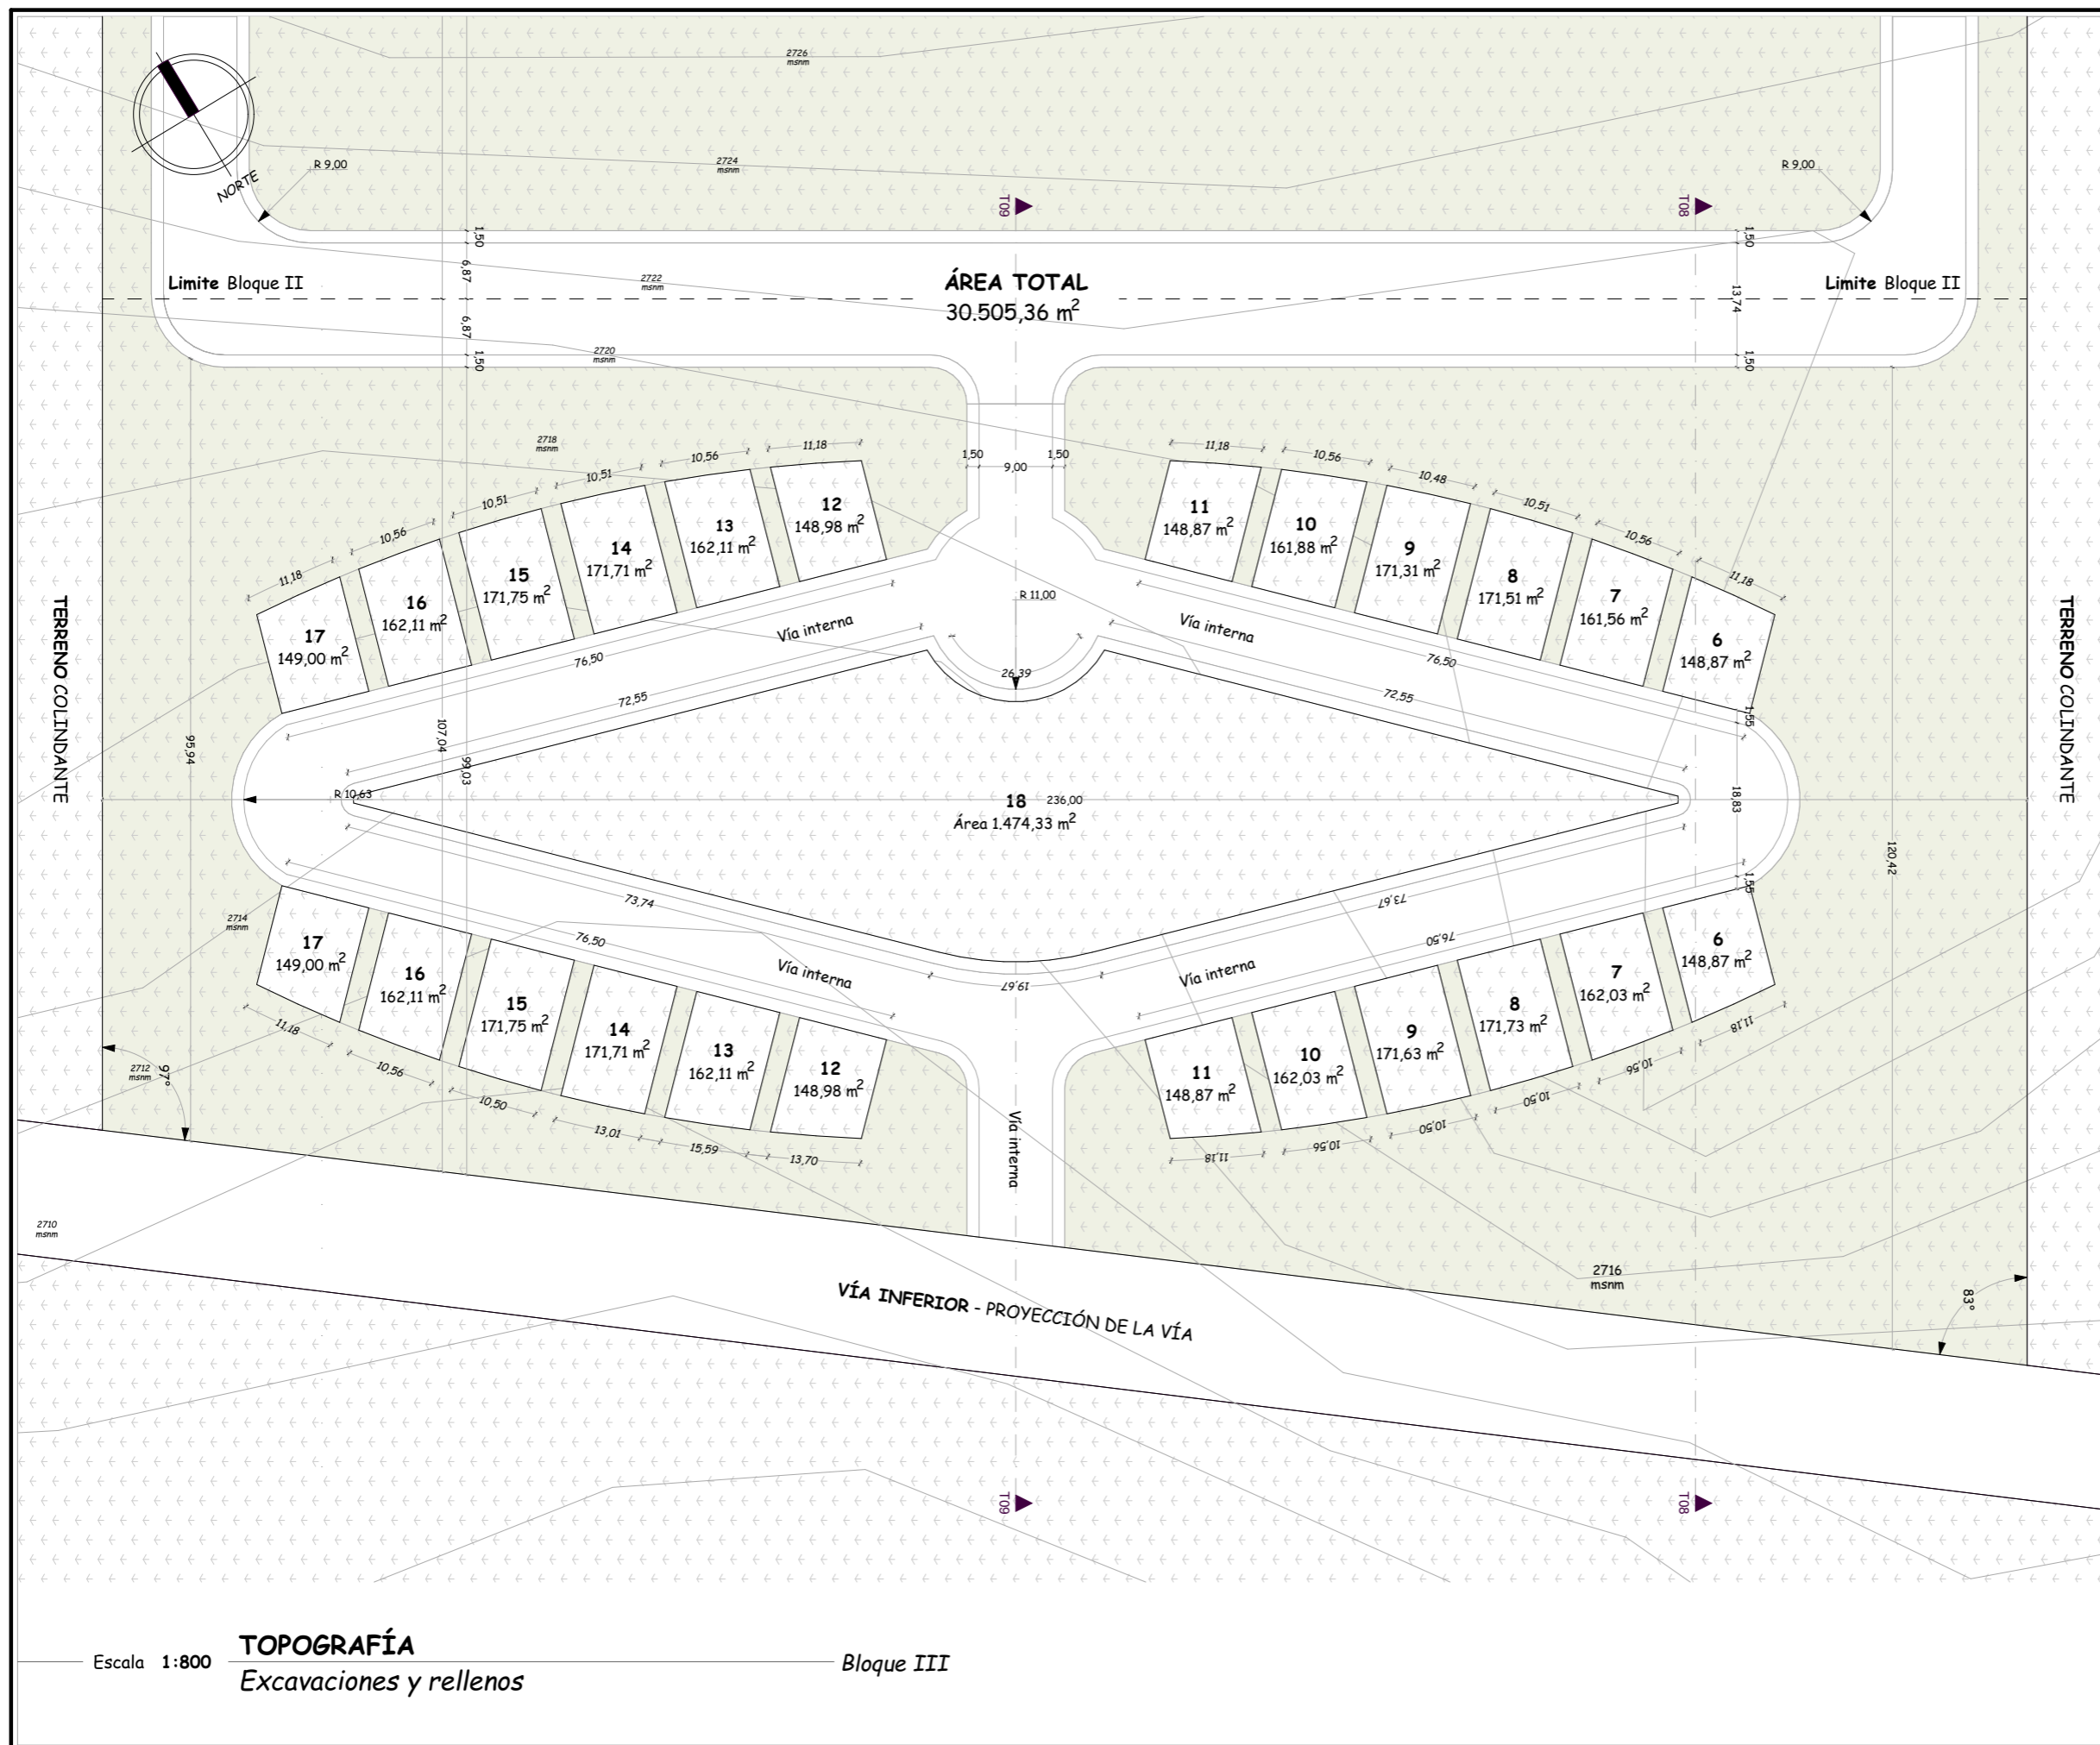 2726
msnm
2724
msnm
NORTE
R 9,00
R 9,00
T09
T08
1,50
1,50
6,87
2722
msnm
Limite Bloque II
ÁREA TOTAL
30.505,36 m²
Limite Bloque II
13,74
6,87
1,50
2720
msnm
1,50
2718
msnm
11,18
10,56
10,51
10,51
10,56
11,18
1,50
9,00
1,50
11,18
10,56
10,48
10,51
10,56
11,18
12
148,98 m²
13
162,11 m²
14
171,71 m²
15
171,75 m²
16
162,11 m²
17
149,00 m²
11
148,87 m²
10
161,88 m²
9
171,31 m²
8
171,51 m²
7
161,56 m²
6
148,87 m²
TERRENO COLINDANTE
TERRENO COLINDANTE
Vía interna
R 11,00
Vía interna
76,50
26,39
76,50
72,55
72,55
1,55
95,94
107,04
99,03
R 10,63
18
236,00
Área 1.474,33 m²
18,83
120,42
1,55
73,74
73,67
76,50
76,50
2714
msnm
Vía interna
Vía interna
19,67
17
149,00 m²
16
162,11 m²
15
171,75 m²
14
171,71 m²
13
162,11 m²
12
148,98 m²
11
148,87 m²
10
162,03 m²
9
171,63 m²
8
171,73 m²
7
162,03 m²
6
148,87 m²
11,18
10,56
10,50
13,01
15,59
13,70
11,18
10,56
10,50
10,50
10,56
11,18
2712
msnm
97°
Vía interna
2710
msnm
2716
msnm
83°
VÍA INFERIOR - PROYECCIÓN DE LA VÍA
T09
T08
Escala 1:800
TOPOGRAFÍA
Excavaciones y rellenos
Bloque III